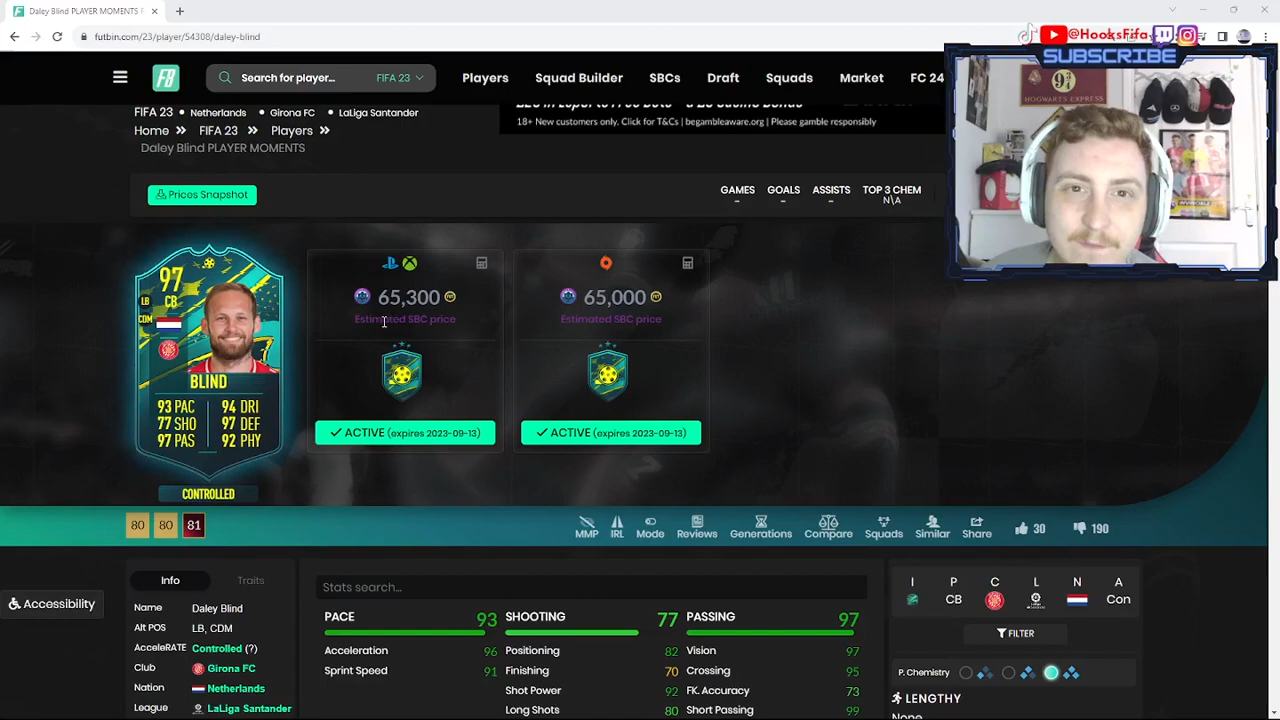 Daley Blind PLAYER MOMENTS F
futbin.com/23/player/54308/daley-blind
@HooksFifa
SUBSCRIBE
FB
Search for player...
FIFA 23
Players
Squad Builder
SBCs
Draft
Squads
Market
FC 24
HOGWARTS EXPRESS
9¾
FIFA 23
Netherlands
Girona FC
LaLiga Santander
18+ New customers only. Click for T&Cs | begambleaware.org | Please gamble responsibly
Home » FIFA 23 » Players »
Daley Blind PLAYER MOMENTS
Prices Snapshot
GAMES
-
GOALS
-
ASSISTS
-
TOP 3 CHEM
N\A
97
CB
LB
CDM
BLIND
93 PAC
77 SHO
97 PAS
94 DRI
97 DEF
92 PHY
CONTROLLED
65,300
Estimated SBC price
ACTIVE (expires 2023-09-13)
65,000
Estimated SBC price
ACTIVE (expires 2023-09-13)
80
80
81
MMP
IRL
Mode
Reviews
Generations
Compare
Squads
Similar
Share
30
190
Accessibility
Info
Traits
Name Daley Blind
Alt POS LB, CDM
AcceleRATE Controlled (?)
Club Girona FC
Nation Netherlands
League LaLiga Santander
Stats search...
PACE 93
Acceleration 96
Sprint Speed 91
SHOOTING 77
Positioning 82
Finishing 70
Shot Power 92
Long Shots 80
PASSING 97
Vision 97
Crossing 95
FK. Accuracy 73
Short Passing 99
I P C L N A
CB Con
FILTER
P. Chemistry
LENGTHY
None